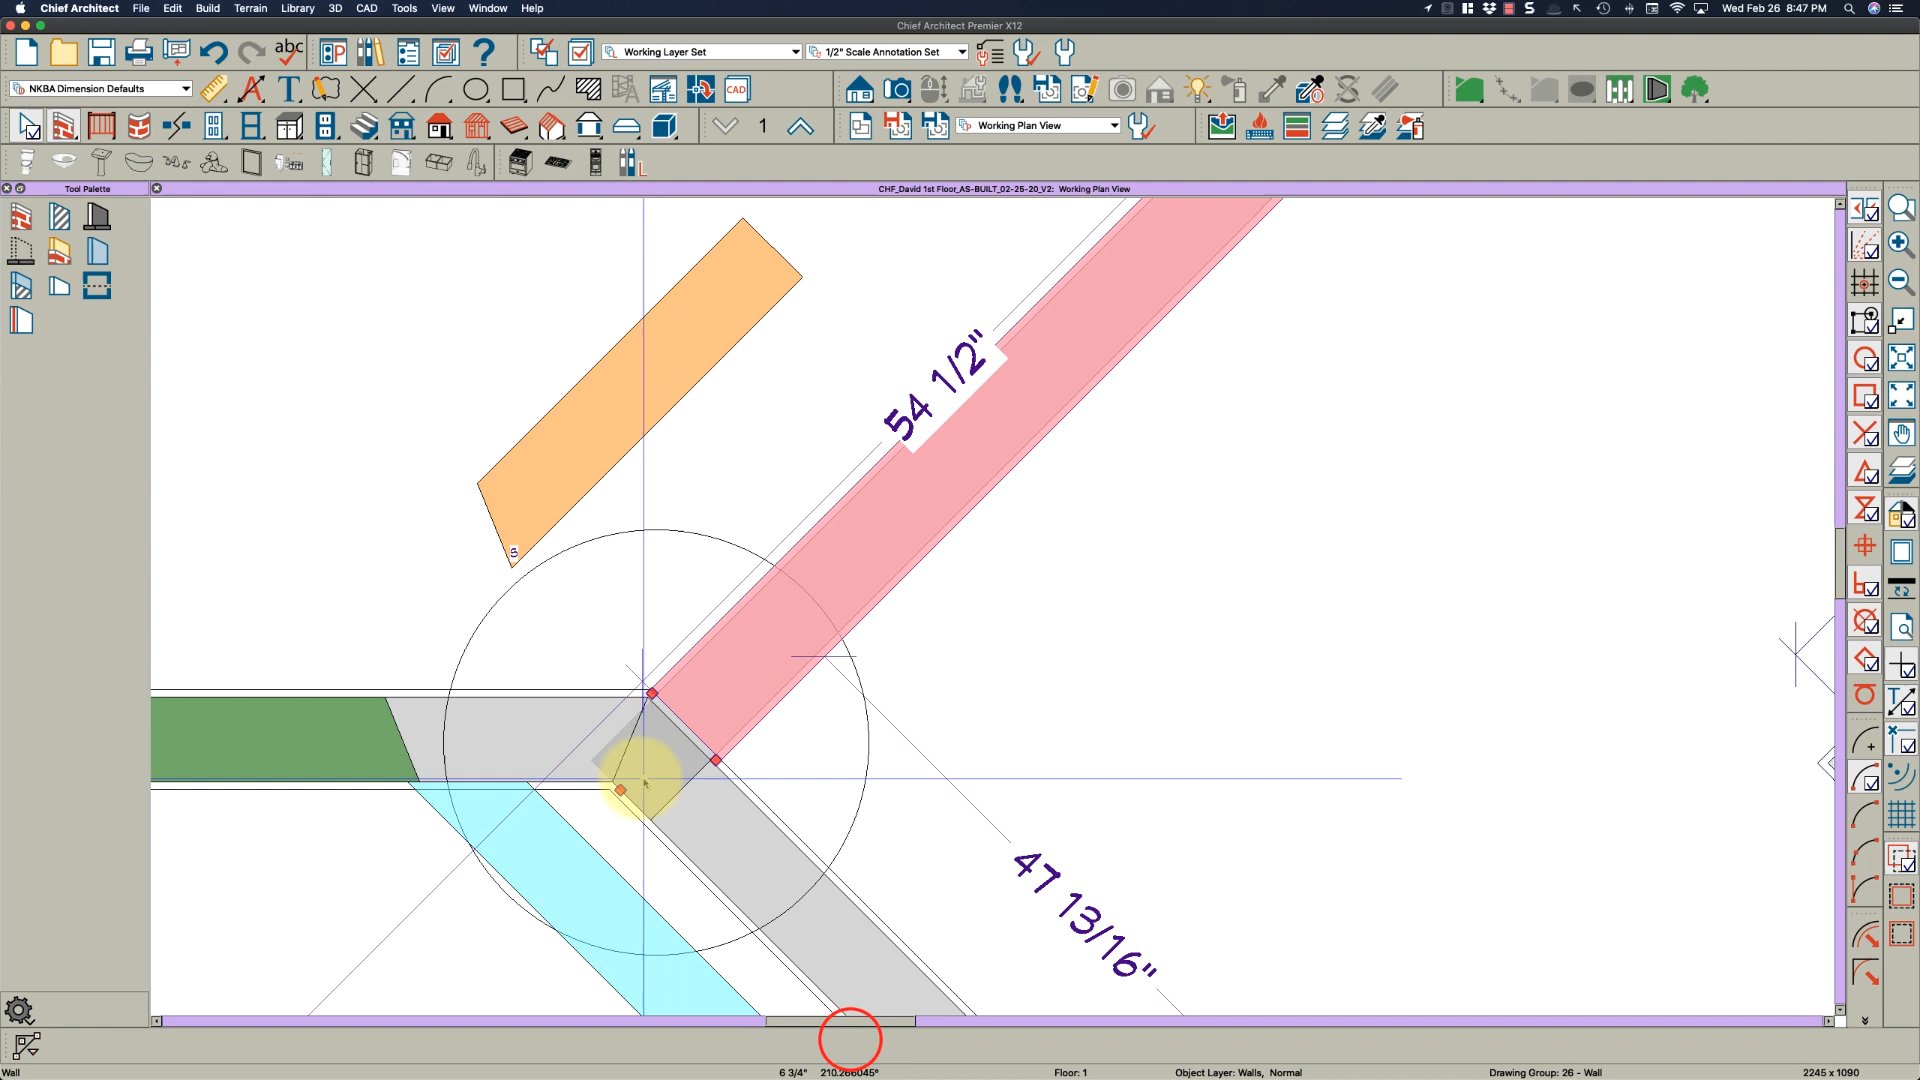 Chief Architect File Edit Build Terrain Library 3D CAD Tools View Window Help Wed Feb 26 8:47 PM
Chief Architect Premier X12
abc P ? Working Layer Set 1/2" Scale Annotation Set
NKBA Dimension Defaults A T CAD
1 Working Plan View
L
Tool Palette CHF_David 1st Floor_AS-BUILT_02-25-20_V2: Working Plan View
54 1/2"
5
47 13/16"
Wall 6 3/4" 210.266045° Floor: 1 Object Layer: Walls, Normal Drawing Group: 26 - Wall 2245 x 1090